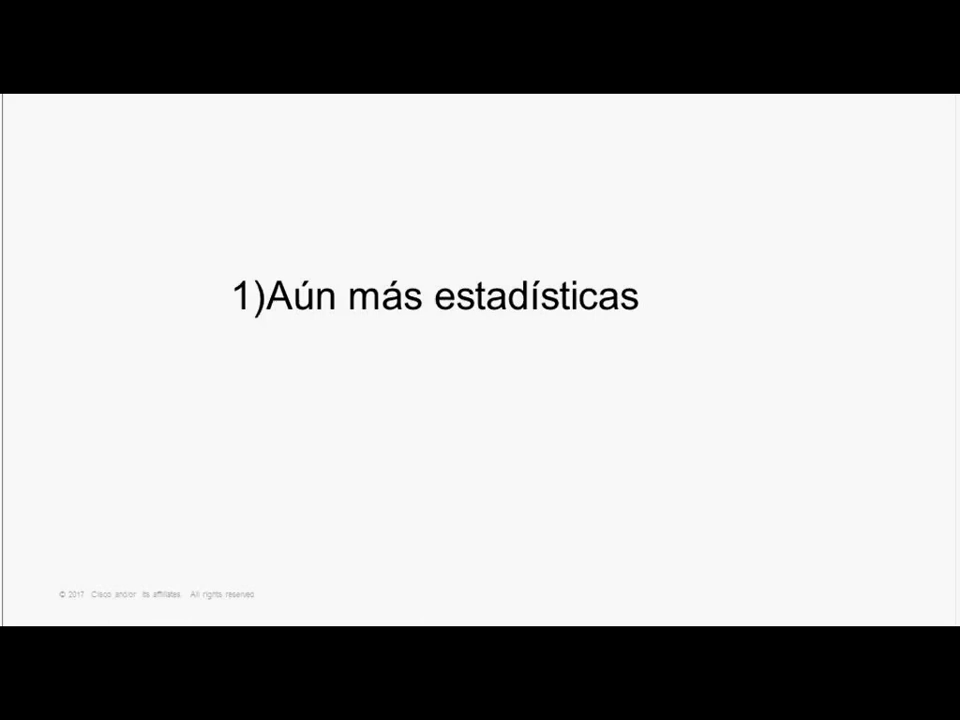 1)Aún más estadísticas
© 2017 Cisco and/or its affiliates. All rights reserved.